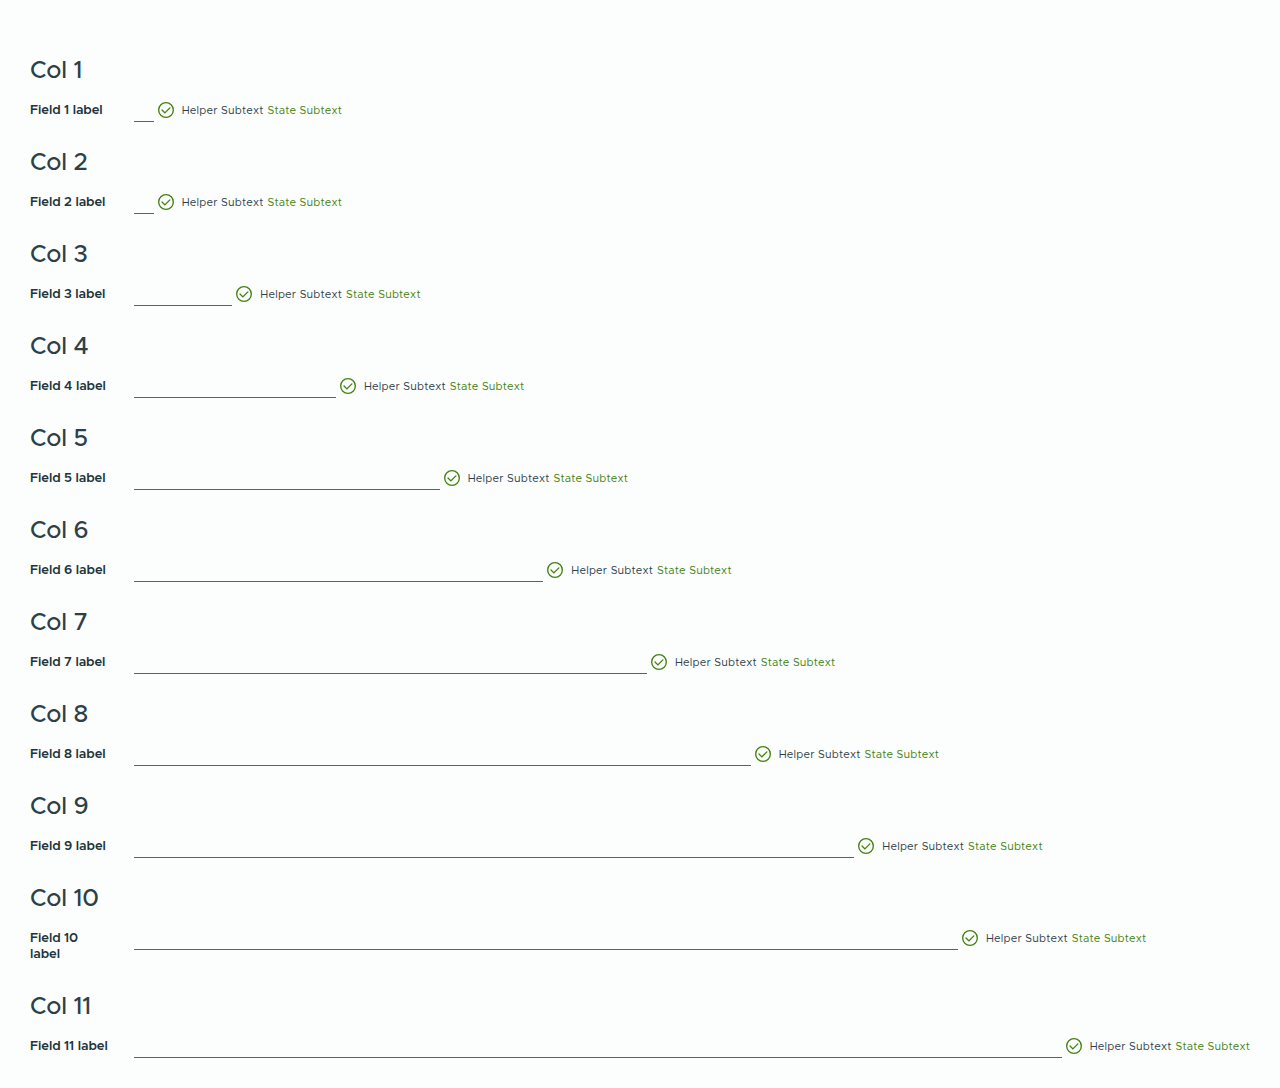 Col 1
Field 1 label Helper Subtext State Subtext
Col 2
Field 2 label Helper Subtext State Subtext
Col 3
Field 3 label Helper Subtext State Subtext
Col 4
Field 4 label Helper Subtext State Subtext
Col 5
Field 5 label Helper Subtext State Subtext
Col 6
Field 6 label Helper Subtext State Subtext
Col 7
Field 7 label Helper Subtext State Subtext
Col 8
Field 8 label Helper Subtext State Subtext
Col 9
Field 9 label Helper Subtext State Subtext
Col 10
Field 10 Helper Subtext State Subtext
label
Col 11
Field 11 label Helper Subtext State Subtext